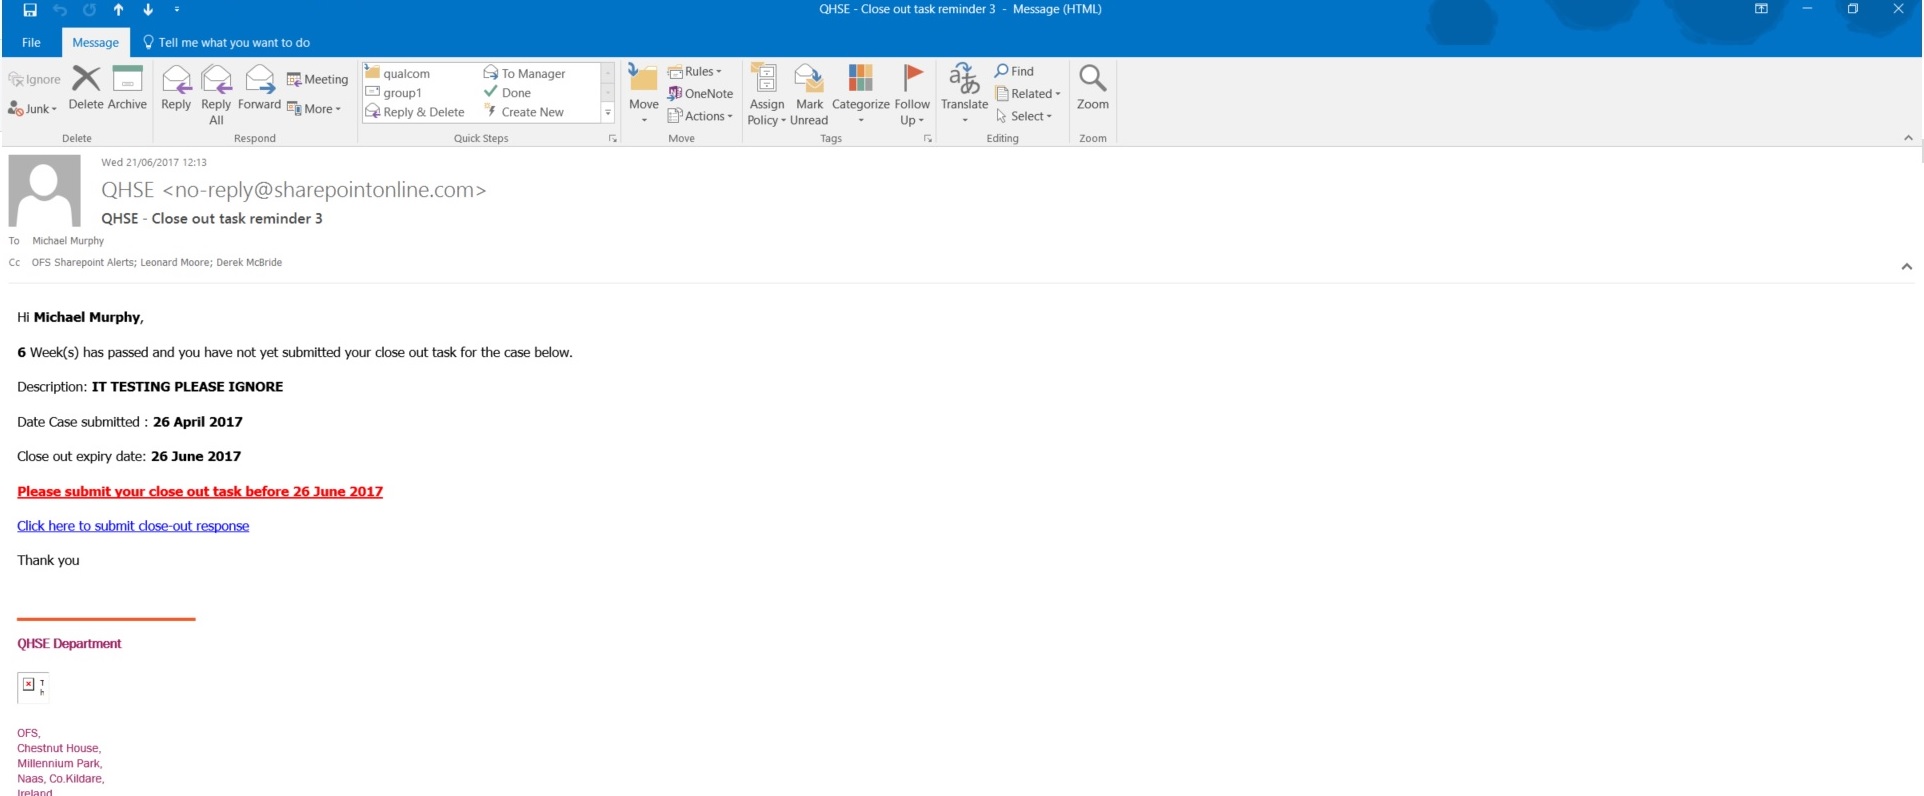 QHSE - Close out task reminder 3 - Message (HTML)
File Message Tell me what you want to do
Ignore
Junk
Delete Archive
Delete
Reply Reply All Forward
Meeting
More
Respond
qualcom To Manager
group1 Done
Reply & Delete Create New
Quick Steps
Move
Rules
OneNote
Actions
Move
Assign Policy Mark Unread Categorize Follow Up
Tags
Translate
Find
Related
Select
Editing
Zoom
Zoom
Wed 21/06/2017 12:13
QHSE <no-reply@sharepointonline.com>
QHSE - Close out task reminder 3
To Michael Murphy
Cc OFS Sharepoint Alerts; Leonard Moore; Derek McBride
Hi Michael Murphy,
6 Week(s) has passed and you have not yet submitted your close out task for the case below.
Description: IT TESTING PLEASE IGNORE
Date Case submitted : 26 April 2017
Close out expiry date: 26 June 2017
Please submit your close out task before 26 June 2017
Click here to submit close-out response
Thank you
QHSE Department
OFS,
Chestnut House,
Millennium Park,
Naas, Co.Kildare,
Ireland